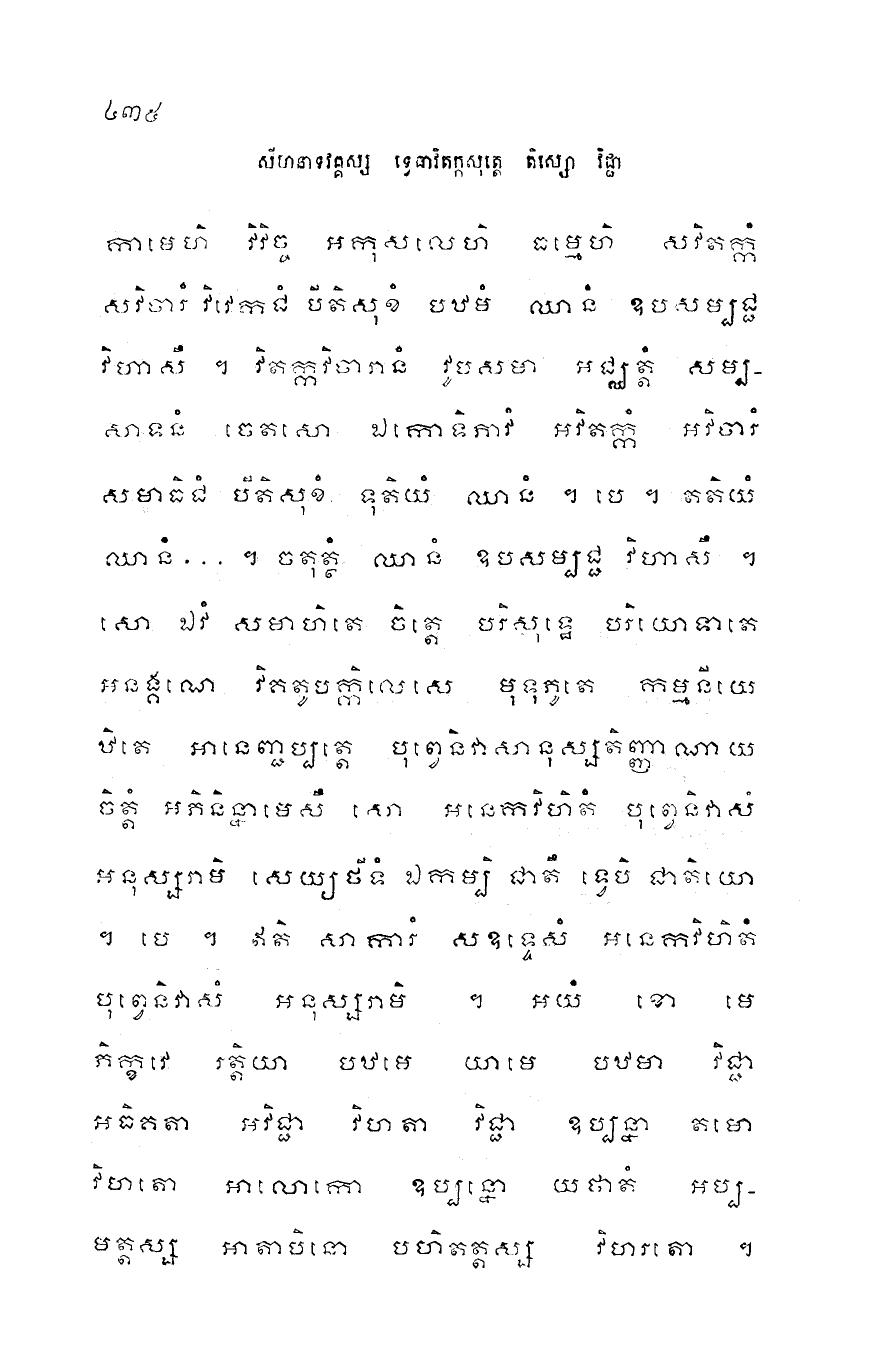 ៤៣៩
សីហនាទវគ្គស្ស ទ្វេធាវិតក្កសុត្តេ តិស្សោ វិជ្ជា
កាមេហិ វិវិច្ច អកុសលេហិ ធម្មេហិ សវិតក្កំ
សវិចារំ វិវេកជំ បីតិសុខំ បឋមំ ឈានំ ឧបសម្បជ្ជ
វិហាសឹ ។ វិតក្កវិចារានំ វូបសមា អជ្ឈត្តំ សម្ប-
សាទនំ ចេតសោ ឯកោទិភាវំ អវិតក្កំ អវិចារំ
សមាធិជំ បីតិសុខំ ទុតិយំ ឈានំ ។ បេ ។ តតិយំ
ឈានំ... ។ ចតុត្ថំ ឈានំ ឧបសម្បជ្ជ វិហាសឹ ។
សោ ឯវំ សមាហិតេ ចិត្តេ បរិសុទ្ធេ បរិយោទាតេ
អនង្គណេ វិគតូបក្កិលេសេ មុទុភូតេ កម្មនីយេ
ឋិតេ អានេញ្ជប្បត្តេ បុព្វេនិវាសានុស្សតិញ្ញាណាយ
ចិត្តំ អភិនិន្នាមេសឹ សោ អនេកវិហិតំ បុព្វេនិវាសំ
អនុស្សរាមិ សេយ្យថីទំ ឯកម្បិ ជាតឹ ទ្វេបិ ជាតិយោ
។ បេ ។ ឥតិ សាការំ សឧទ្ទេសំ អនេកវិហិតំ
បុព្វេនិវាសំ អនុស្សរាមិ ។ អយំ ខោ មេ
ភិក្ខវេ រត្តិយា បឋមេ យាមេ បឋមា វិជ្ជា
អធិគតា អវិជ្ជា វិហតា វិជ្ជា ឧប្បន្នា តមោ
វិហតោ អាលោកោ ឧប្បន្នោ យថាតំ អប្ប-
មត្តស្ស អាតាបិនោ បហិតត្តស្ស វិហរតោ ។